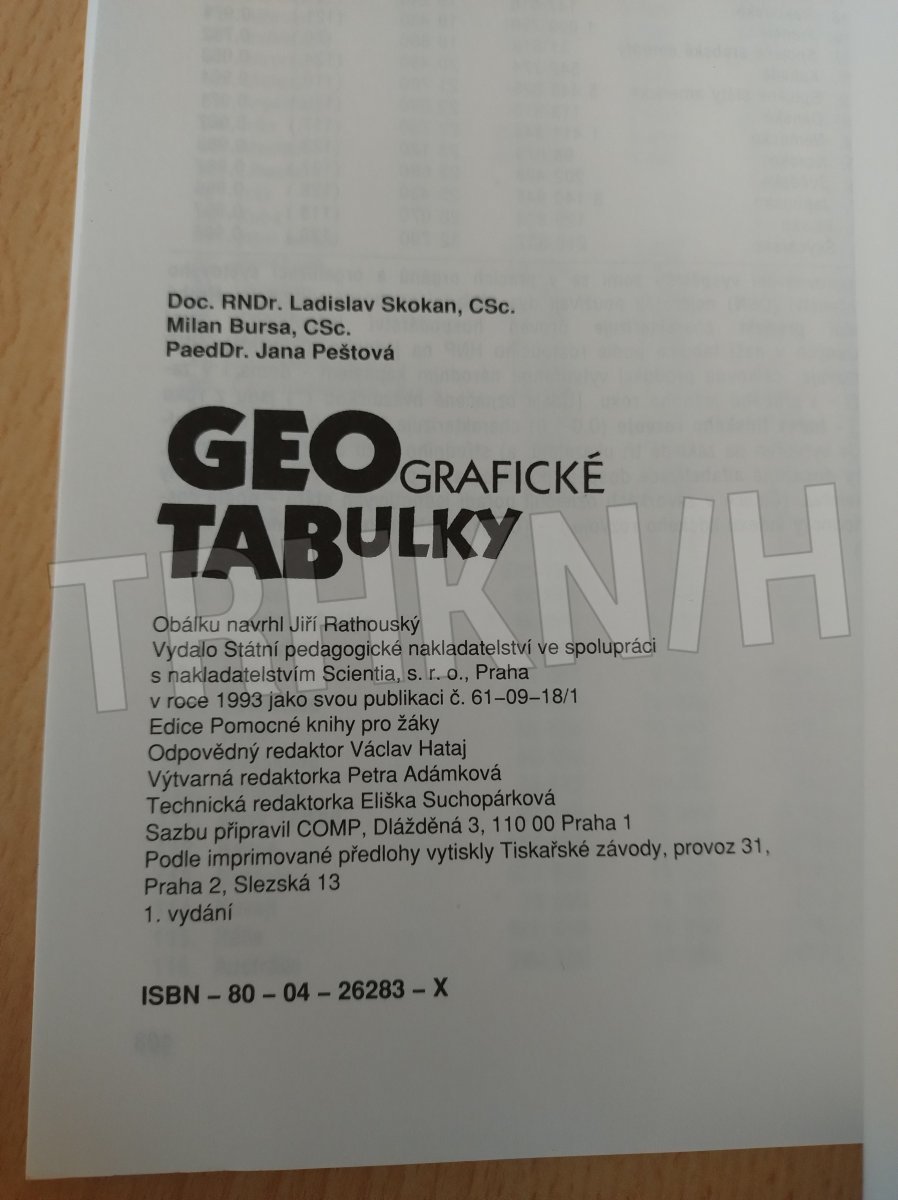 Doc. RNDr. Ladislav Skokan, CSc.
Milan Bursa, CSc.
PaedDr. Jana Peštová
GEOGRAFICKÉ
TABULKY
TRHKNIH
Obálku navrhl Jiří Rathouský
Vydalo Státní pedagogické nakladatelství ve spolupráci
s nakladatelstvím Scientia, s. r. o., Praha
v roce 1993 jako svou publikaci č. 61–09–18/1
Edice Pomocné knihy pro žáky
Odpovědný redaktor Václav Hataj
Výtvarná redaktorka Petra Adámková
Technická redaktorka Eliška Suchopárková
Sazbu připravil COMP, Dlážděná 3, 110 00 Praha 1
Podle imprimované předlohy vytiskly Tiskařské závody, provoz 31,
Praha 2, Slezská 13
1. vydání
ISBN – 80 – 04 – 26283 – X